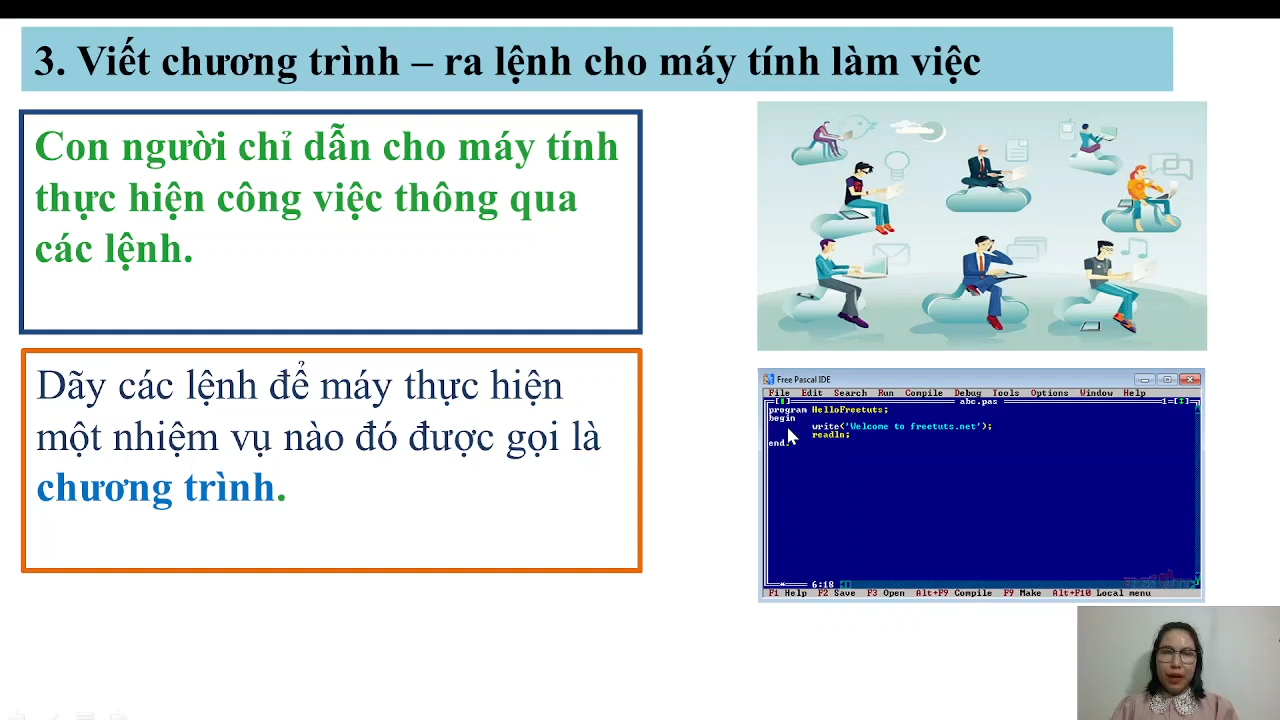 3. Viết chương trình – ra lệnh cho máy tính làm việc
Con người chỉ dẫn cho máy tính
thực hiện công việc thông qua
các lệnh.
Dãy các lệnh để máy thực hiện
một nhiệm vụ nào đó được gọi là
chương trình.
Free Pascal IDE
File Edit Search Run Compile Debug Tools Options Window Help
abc.pas
1=[↕]
program HelloFreetuts;
begin
write('Welcome to freetuts.net');
readln;
end.
6:18
F1 Help F2 Save F3 Open Alt+F9 Compile F9 Make Alt+F10 Local menu